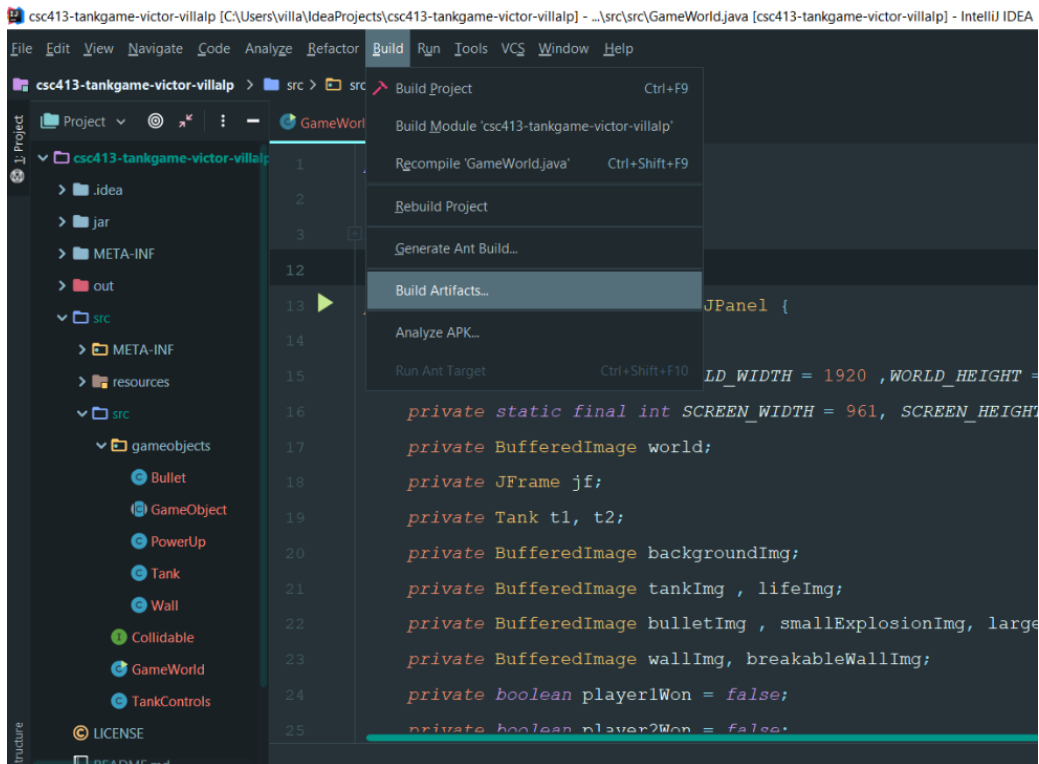 csc413-tankgame-victor-villalp [C:\Users\villa\IdeaProjects\csc413-tankgame-victor-villalp] - ...\src\src\GameWorld.java [csc413-tankgame-victor-villalp] - IntelliJ IDEA
File Edit View Navigate Code Analyze Refactor Build Run Tools VCS Window Help
csc413-tankgame-victor-villalp > src > src
Build Project Ctrl+F9
Build Module 'csc413-tankgame-victor-villalp'
Recompile 'GameWorld.java' Ctrl+Shift+F9
Rebuild Project
Generate Ant Build...
Build Artifacts...
Analyze APK...
Run Ant Target Ctrl+Shift+F10
1: Project
Project
csc413-tankgame-victor-villalp
.idea
jar
META-INF
out
src
META-INF
resources
src
gameobjects
Bullet
GameObject
PowerUp
Tank
Wall
Collidable
GameWorld
TankControls
LICENSE
README.md
tructure
GameWorl
1
2
3
12
13 JPanel {
14
15 LD_WIDTH = 1920 ,WORLD_HEIGHT =
16 private static final int SCREEN_WIDTH = 961, SCREEN_HEIGHT
17 private BufferedImage world;
18 private JFrame jf;
19 private Tank t1, t2;
20 private BufferedImage backgroundImg;
21 private BufferedImage tankImg , lifeImg;
22 private BufferedImage bulletImg , smallExplosionImg, large
23 private BufferedImage wallImg, breakableWallImg;
24 private boolean player1Won = false;
25 private boolean player2Won = false;